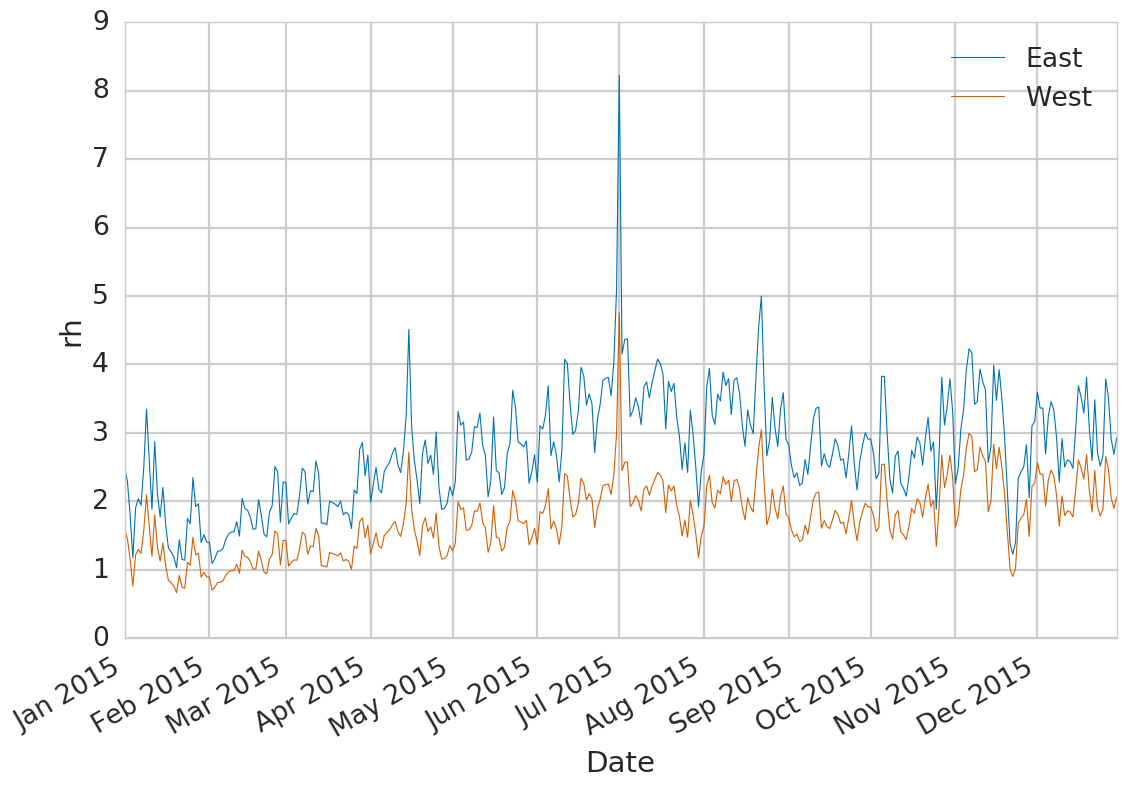 9
8
7
6
5
4
3
2
1
0
rh
East
West
Jan 2015
Feb 2015
Mar 2015
Apr 2015
May 2015
Jun 2015
Jul 2015
Aug 2015
Sep 2015
Oct 2015
Nov 2015
Dec 2015
Date